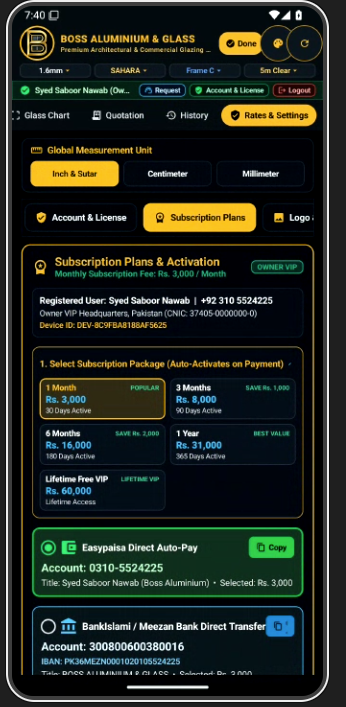 7:40
BOSS ALUMINIUM & GLASS
Premium Architectural & Commercial Glazing ...
Done
1.6mm
SAHARA
Frame C
5m Clear
Syed Saboor Nawab (Ow...
Request
Account & License
Logout
Glass Chart
Quotation
History
Rates & Settings
Global Measurement Unit
Inch & Sutar
Centimeter
Millimeter
Account & License
Subscription Plans
Logo
Subscription Plans & Activation
Monthly Subscription Fee: Rs. 3,000 / Month
OWNER VIP
Registered User: Syed Saboor Nawab | +92 310 5524225
Owner VIP Headquarters, Pakistan (CNIC: 37405-0000000-0)
Device ID: DEV-8C9FBA8188AF5625
1. Select Subscription Package (Auto-Activates on Payment)
1 Month POPULAR
Rs. 3,000
30 Days Active
3 Months SAVE Rs. 1,000
Rs. 8,000
90 Days Active
6 Months SAVE Rs. 2,000
Rs. 16,000
180 Days Active
1 Year BEST VALUE
Rs. 31,000
365 Days Active
Lifetime Free VIP LIFETIME VIP
Rs. 60,000
Lifetime Access
Easypaisa Direct Auto-Pay
Copy
Account: 0310-5524225
Title: Syed Saboor Nawab (Boss Aluminium) • Selected: Rs. 3,000
BankIslami / Meezan Bank Direct Transfer
Account: 300800600380016
IBAN: PK36MEZN0001020105524225
Title: BOSS ALUMINIUM & GLASS • Selected: Rs. 3,000